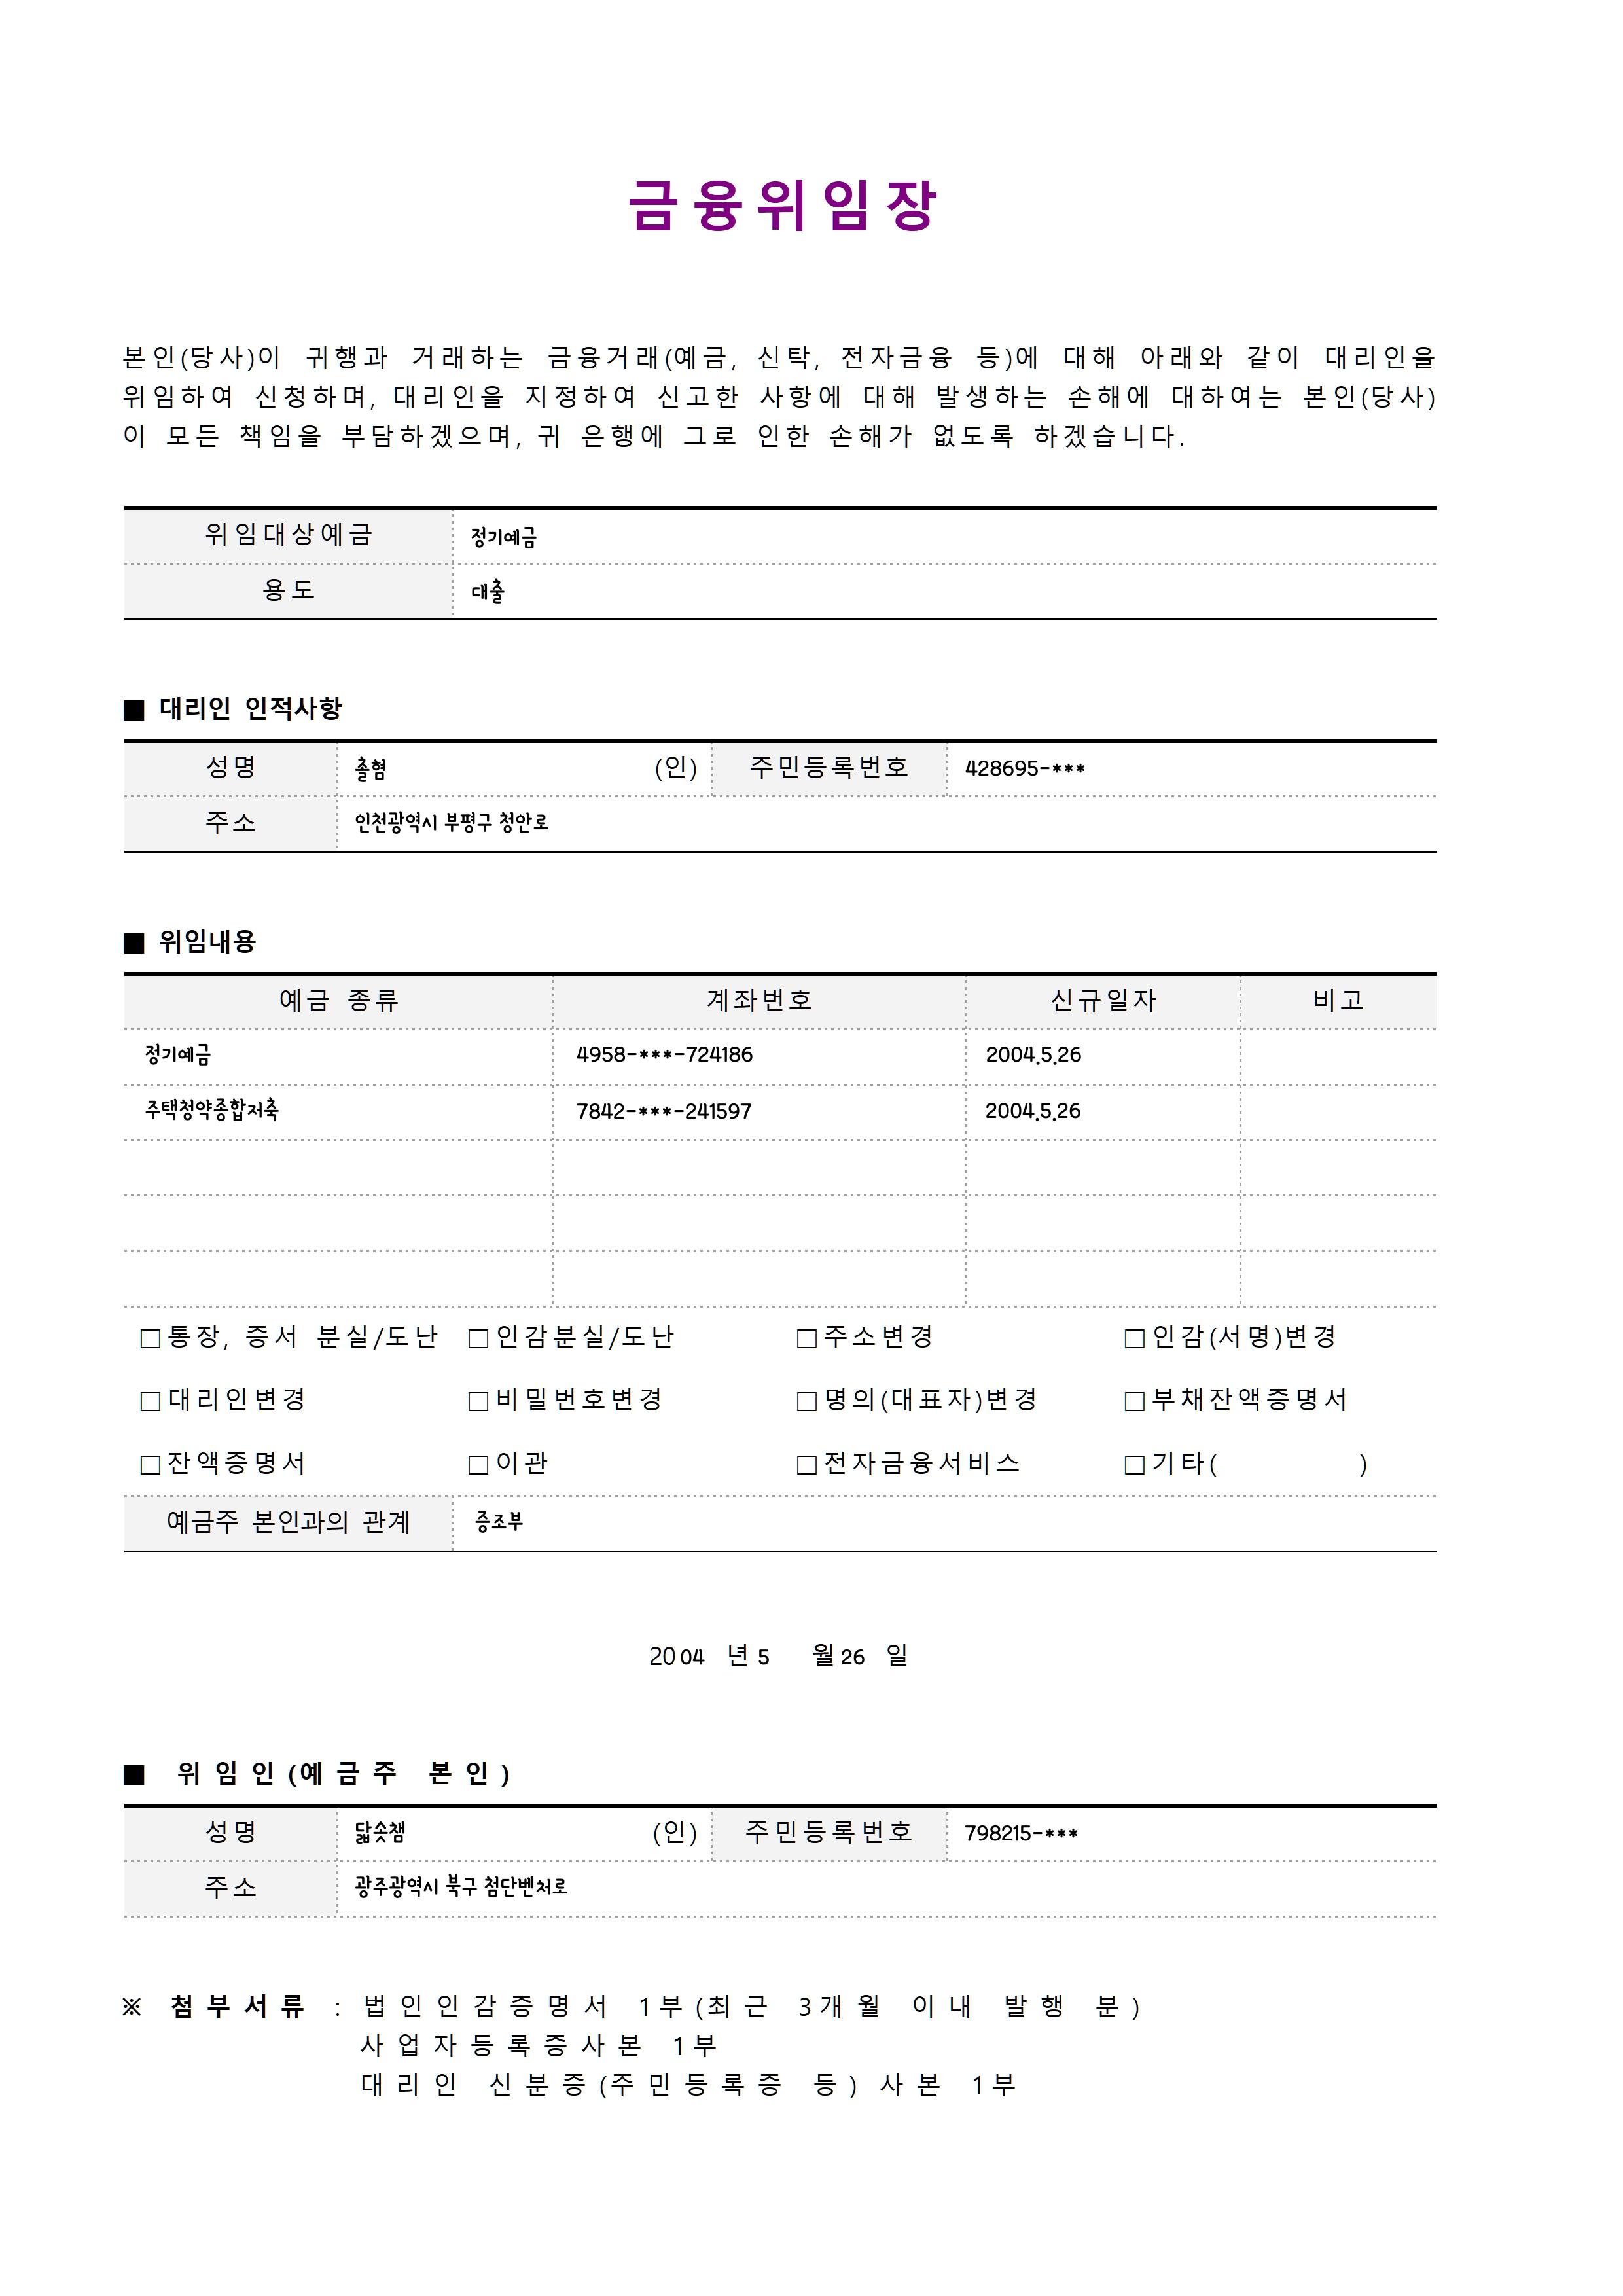 금융위임장
본인(당사)이 귀행과 거래하는 금융거래(예금, 신탁, 전자금융 등)에 대해 아래와 같이 대리인을
위임하여 신청하며, 대리인을 지정하여 신고한 사항에 대해 발생하는 손해에 대하여는 본인(당사)
이 모든 책임을 부담하겠으며, 귀 은행에 그로 인한 손해가 없도록 하겠습니다.
위임대상예금 정기예금
용도 대출
■ 대리인 인적사항
성명 촐혐 (인) 주민등록번호 428695-***
주소 인천광역시 부평구 청안로
■ 위임내용
예금 종류 계좌번호 신규일자 비고
정기예금 4958-***-724186 2004.5.26
주택청약종합저축 7842-***-241597 2004.5.26
□통장, 증서 분실/도난 □인감분실/도난 □주소변경 □인감(서명)변경
□대리인변경 □비밀번호변경 □명의(대표자)변경 □부채잔액증명서
□잔액증명서 □이관 □전자금융서비스 □기타( )
예금주 본인과의 관계 증조부
2004 년 5 월 26 일
■ 위임인(예금주 본인)
성명 닯솟챔 (인) 주민등록번호 798215-***
주소 광주광역시 북구 첨단벤처로
※ 첨부서류 : 법인인감증명서 1부(최근 3개월 이내 발행 분)
사업자등록증사본 1부
대리인 신분증(주민등록증 등) 사본 1부